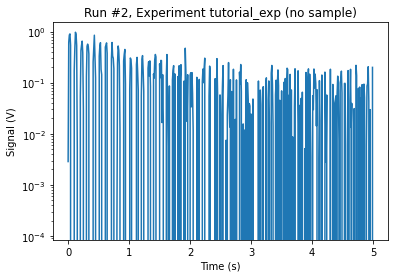 Run #2, Experiment tutorial_exp (no sample)
10⁰
10⁻¹
10⁻²
10⁻³
10⁻⁴
Signal (V)
0 1 2 3 4 5
Time (s)